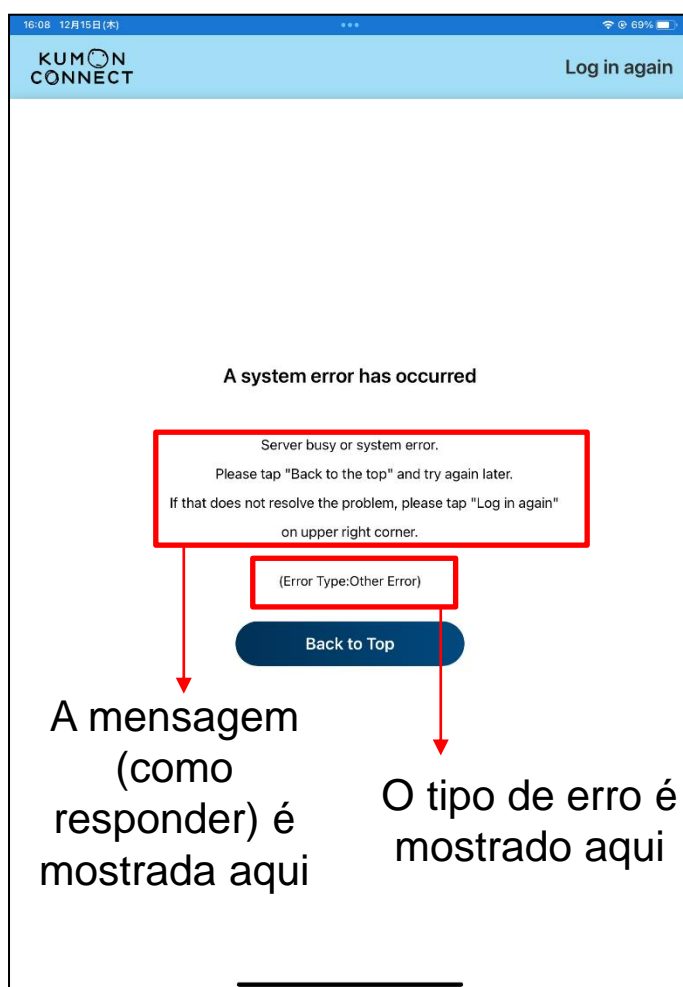 16:08 12月15日(木)
69%
KUMON
CONNECT
Log in again
A system error has occurred
Server busy or system error.
Please tap "Back to the top" and try again later.
If that does not resolve the problem, please tap "Log in again"
on upper right corner.
(Error Type:Other Error)
Back to Top
A mensagem
(como
responder) é
mostrada aqui
O tipo de erro é
mostrado aqui